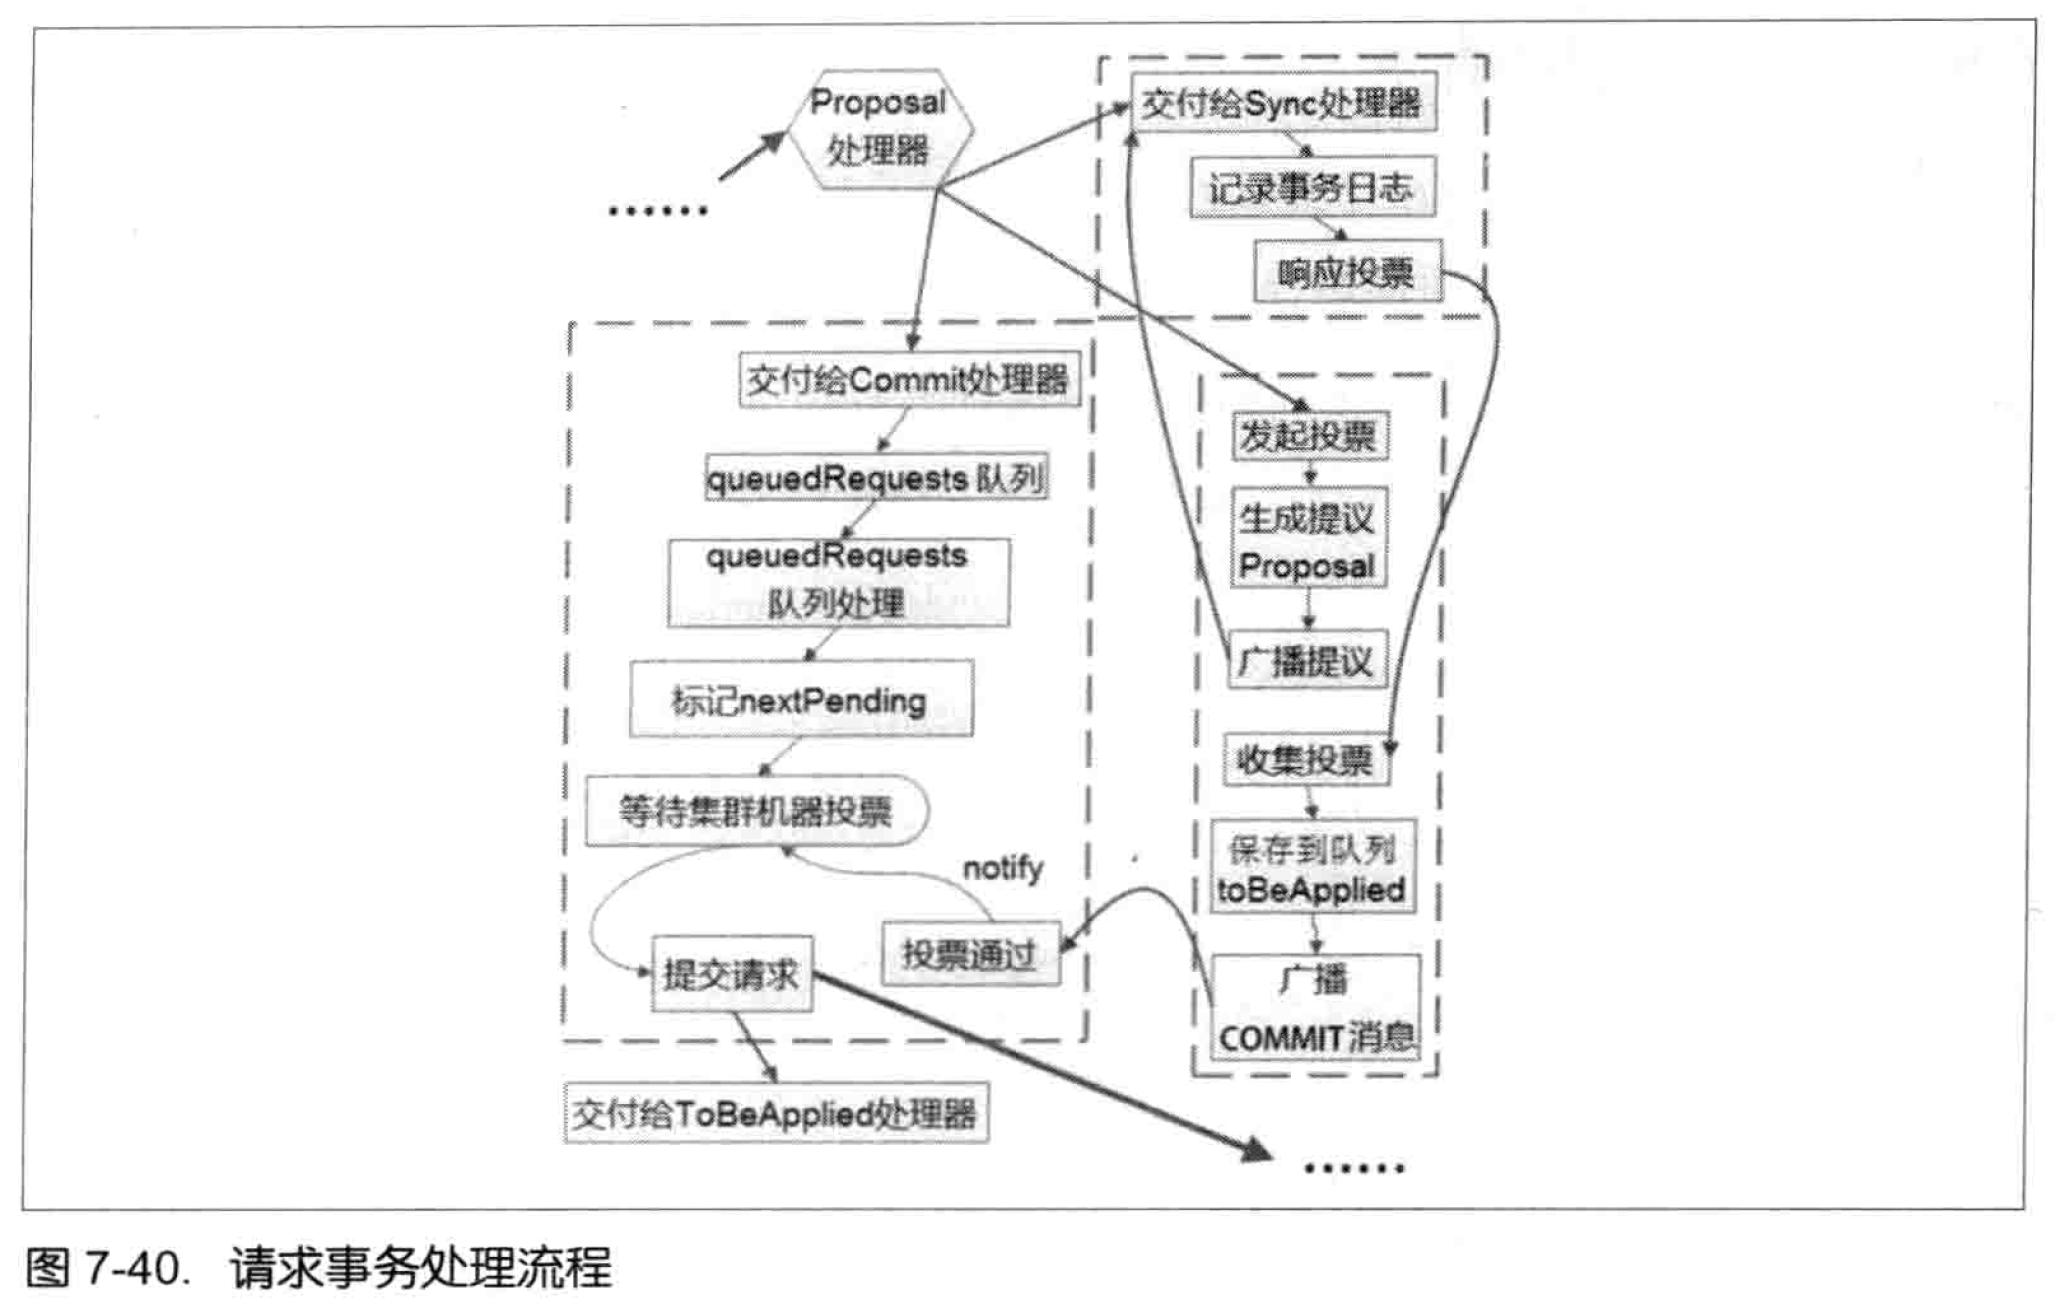 Proposal
处理器
······
交付给Sync处理器
记录事务日志
响应投票
交付给Commit处理器
queuedRequests 队列
queuedRequests
队列处理
标记nextPending
等待集群机器投票
notify
投票通过
提交请求
交付给ToBeApplied处理器
发起投票
生成提议
Proposal
广播提议
收集投票
保存到队列
toBeApplied
广播
COMMIT消息
······
图 7-40. 请求事务处理流程